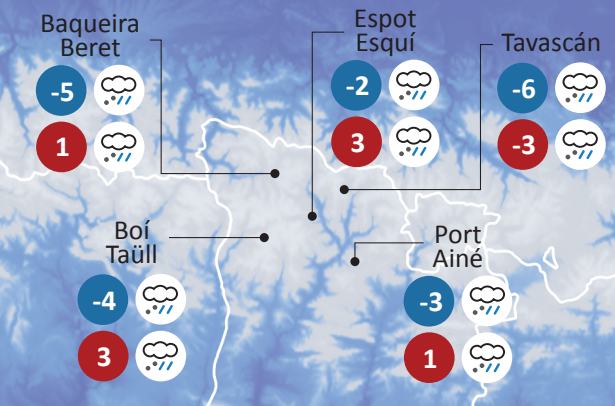 Baqueira
Beret
-5
1
Espot
Esquí
-2
3
Tavascán
-6
-3
Boí
Taüll
-4
3
Port
Ainé
-3
1